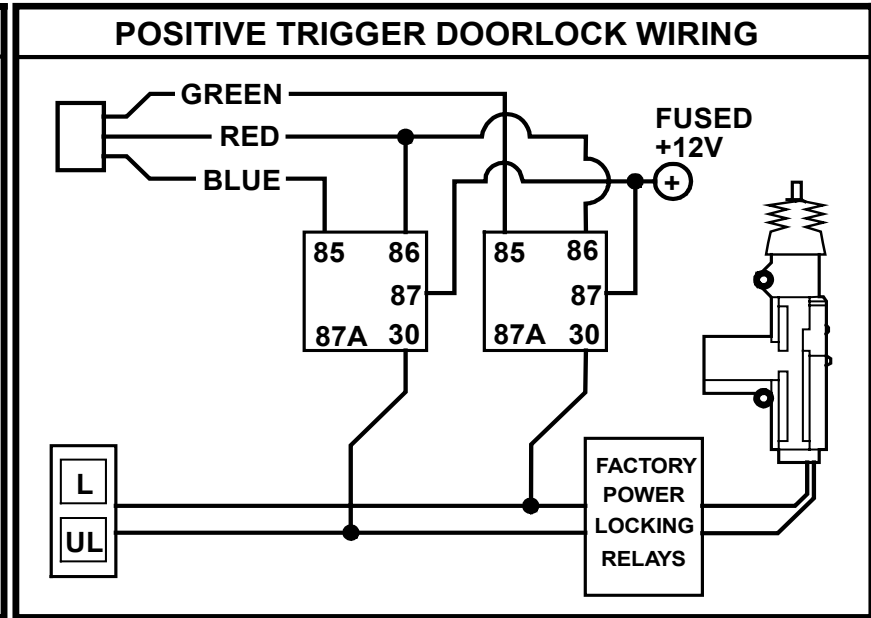 POSITIVE TRIGGER DOORLOCK WIRING
GREEN
RED
BLUE
FUSED
+12V
+
85 86
87
87A 30
85 86
87
87A 30
L
UL
FACTORY
POWER
LOCKING
RELAYS